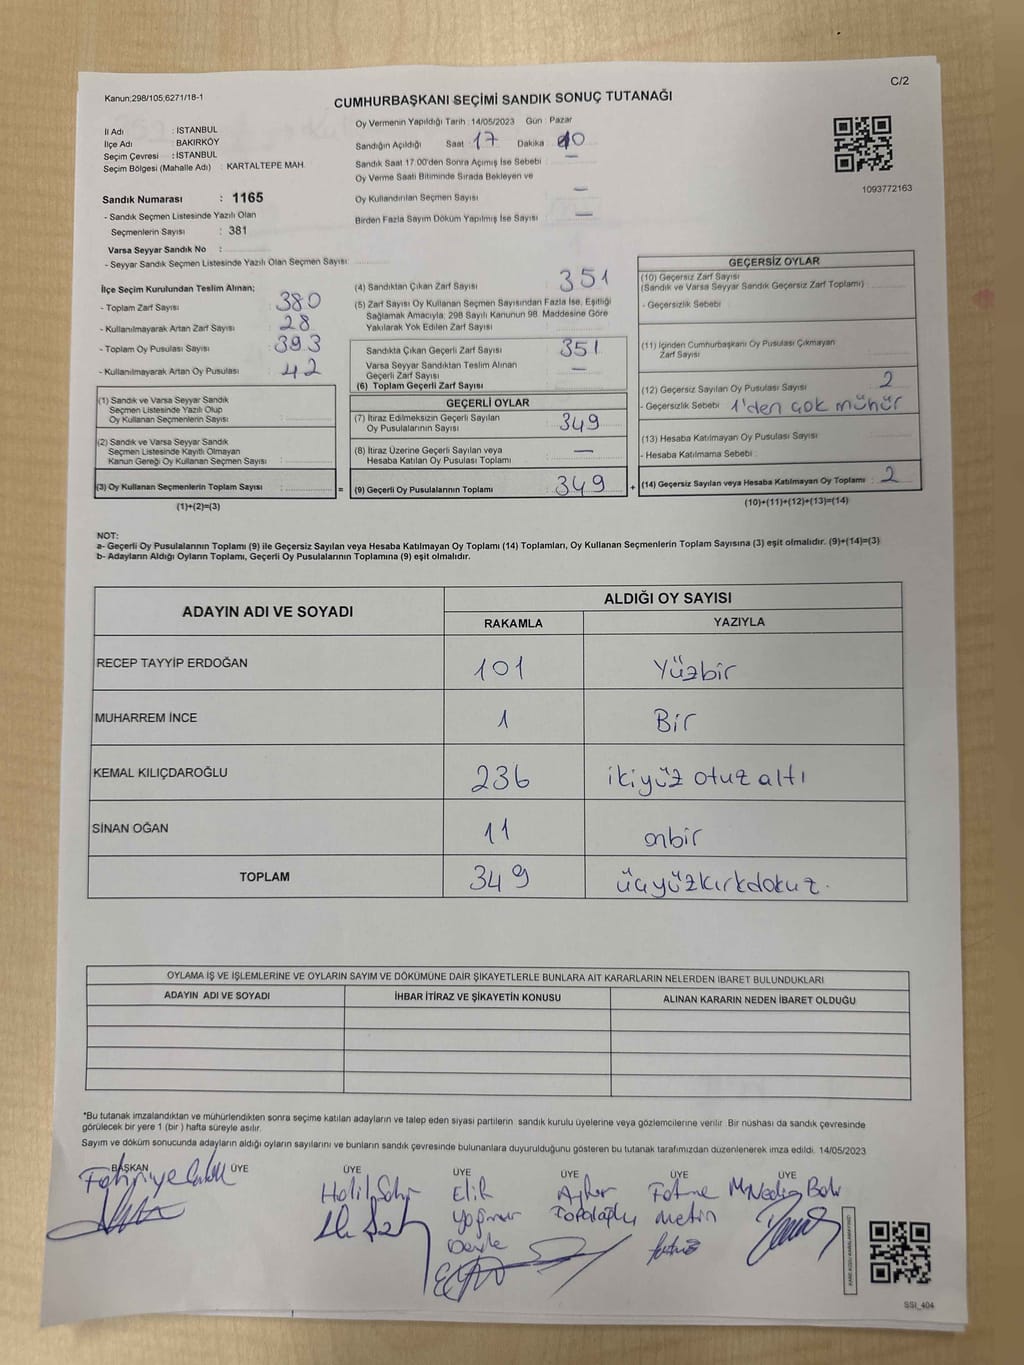 C/2
Kanun;298/105;6271/18-1
CUMHURBAŞKANI SEÇİMİ SANDIK SONUÇ TUTANAĞI
İl Adı : İSTANBUL
İlçe Adı BAKIRKÖY
Seçim Çevresi : İSTANBUL
Seçim Bölgesi (Mahalle Adı) : KARTALTEPE MAH.
Oy Vermenin Yapıldığı Tarih : 14/05/2023 Gün : Pazar
Sandığın Açıldığı Saat : 17 Dakika :
Sandık Saat 17:00'den Sonra Açımış İse Sebebi : —
Oy Verme Saati Bitiminde Sırada Bekleyen ve
Oy Kullandırılan Seçmen Sayısı —
Birden Fazla Sayım Döküm Yapılmış İse Sayısı : —
1093772163
Sandık Numarası : 1165
- Sandık Seçmen Listesinde Yazılı Olan
Seçmenlerin Sayısı : 381
Varsa Seyyar Sandık No :
- Seyyar Sandık Seçmen Listesinde Yazılı Olan Seçmen Sayısı:
İlçe Seçim Kurulundan Teslim Alınan;
- Toplam Zarf Sayısı : 380
- Kullanılmayarak Artan Zarf Sayısı : 28
- Toplam Oy Pusulası Sayısı : 393
- Kullanılmayarak Artan Oy Pusulası : 42
(1) Sandık ve Varsa Seyyar Sandık
Seçmen Listesinde Yazılı Olup
Oy Kullanan Seçmenlerin Sayısı :
(2) Sandık ve Varsa Seyyar Sandık
Seçmen Listesinde Kayıtlı Olmayan
Kanun Gereği Oy Kullanan Seçmen Sayısı :
(3) Oy Kullanan Seçmenlerin Toplam Sayısı :
(1)+(2)=(3)
=
(4) Sandıktan Çıkan Zarf Sayısı : 351
(5) Zarf Sayısı Oy Kullanan Seçmen Sayısından Fazla İse, Eşitliği
Sağlamak Amacıyla, 298 Sayılı Kanunun 98. Maddesine Göre
Yakılarak Yok Edilen Zarf Sayısı
Sandıkta Çıkan Geçerli Zarf Sayısı : 351
Varsa Seyyar Sandıktan Teslim Alınan
Geçerli Zarf Sayısı : —
(6) Toplam Geçerli Zarf Sayısı :
GEÇERLİ OYLAR
(7) İtiraz Edilmeksizin Geçerli Sayılan
Oy Pusulalarının Sayısı : 349
(8) İtiraz Üzerine Geçerli Sayılan veya
Hesaba Katılan Oy Pusulası Toplamı : —
(9) Geçerli Oy Pusulalarının Toplamı : 349
+
GEÇERSİZ OYLAR
(10) Geçersiz Zarf Sayısı
(Sandık ve Varsa Seyyar Sandık Geçersiz Zarf Toplamı) :
- Geçersizlik Sebebi :
(11) İçinden Cumhurbaşkanı Oy Pusulası Çıkmayan
Zarf Sayısı :
(12) Geçersiz Sayılan Oy Pusulası Sayısı : 2
- Geçersizlik Sebebi : 1'den çok mühür
(13) Hesaba Katılmayan Oy Pusulası Sayısı :
- Hesaba Katılmama Sebebi :
(14) Geçersiz Sayılan veya Hesaba Katılmayan Oy Toplamı : 2
(10)+(11)+(12)+(13)=(14)
NOT:
a- Geçerli Oy Pusulalarının Toplamı (9) ile Geçersiz Sayılan veya Hesaba Katılmayan Oy Toplamı (14) Toplamları, Oy Kullanan Seçmenlerin Toplam Sayısına (3) eşit olmalıdır. (9)+(14)=(3)
b- Adayların Aldığı Oyların Toplamı, Geçerli Oy Pusulalarının Toplamına (9) eşit olmalıdır.
ADAYIN ADI VE SOYADI
ALDIĞI OY SAYISI
RAKAMLA YAZIYLA
RECEP TAYYİP ERDOĞAN 101 Yüzbir
MUHARREM İNCE 1 Bir
KEMAL KILIÇDAROĞLU 236 ikiyüz otuz altı
SİNAN OĞAN 11 onbir
TOPLAM 349 üçyüzkırkdokuz.
OYLAMA İŞ VE İŞLEMLERİNE VE OYLARIN SAYIM VE DÖKÜMÜNE DAİR ŞİKAYETLERLE BUNLARA AİT KARARLARIN NELERDEN İBARET BULUNDUKLARI
ADAYIN ADI VE SOYADI İHBAR İTİRAZ VE ŞİKAYETİN KONUSU ALINAN KARARIN NEDEN İBARET OLDUĞU
*Bu tutanak imzalandıktan ve mühürlendikten sonra seçime katılan adayların ve talep eden siyasi partilerin sandık kurulu üyelerine veya gözlemcilerine verilir. Bir nüshası da sandık çevresinde
görülecek bir yere 1 (bir ) hafta süreyle asılır.
Sayım ve döküm sonucunda adayların aldığı oyların sayılarını ve bunların sandık çevresinde bulunanlara duyurulduğunu gösteren bu tutanak tarafımızdan düzenlenerek imza edildi. 14/05/2023
BAŞKAN ÜYE ÜYE ÜYE ÜYE ÜYE ÜYE
Elif Fatma
Yağmur Topaloğlu Metin
SSI_404